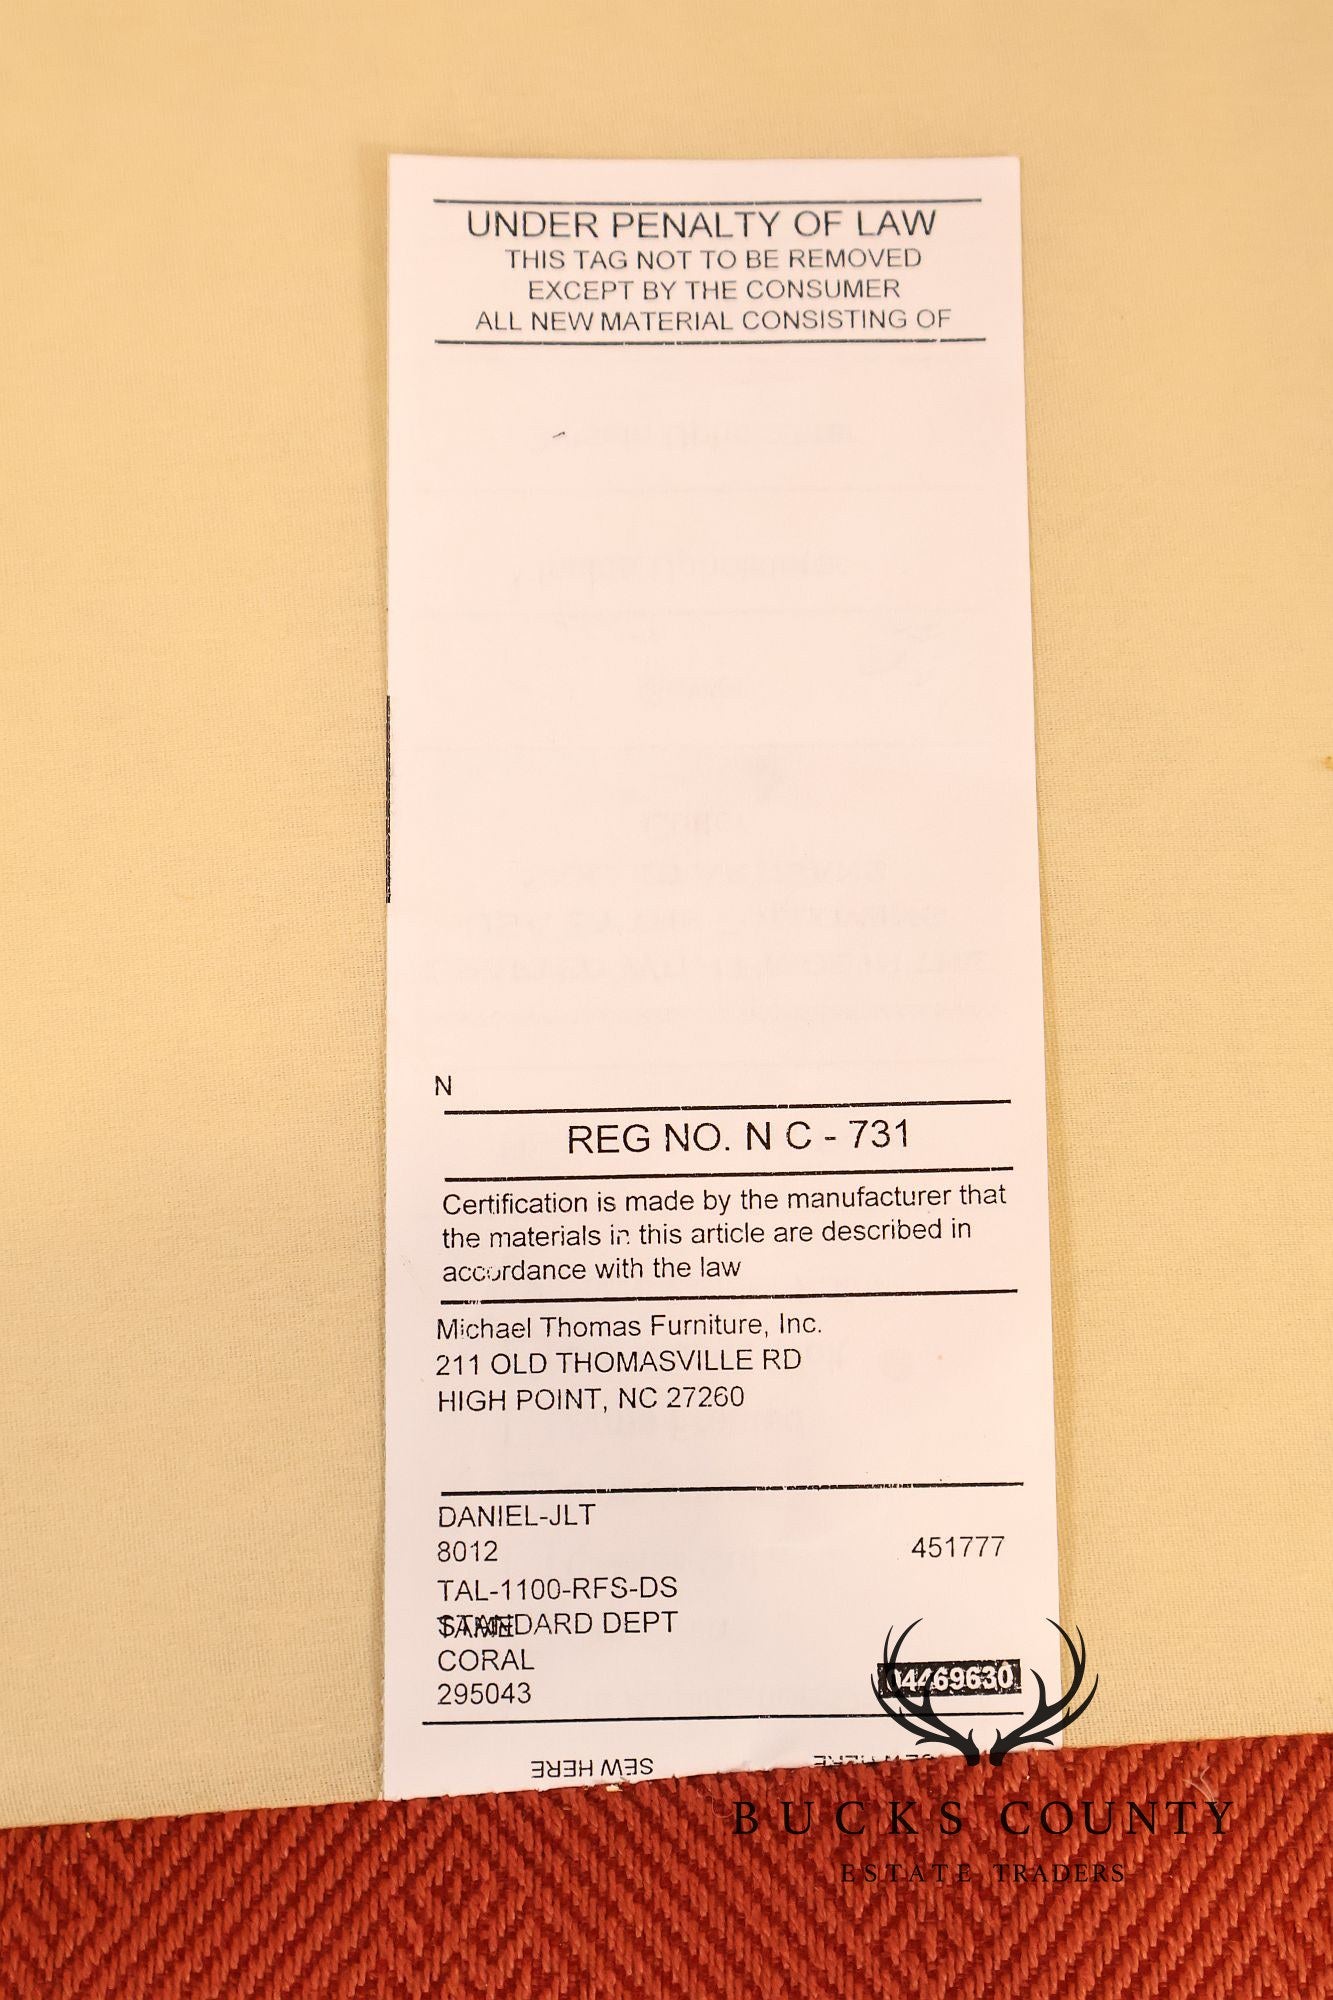 UNDER PENALTY OF LAW
THIS TAG NOT TO BE REMOVED
EXCEPT BY THE CONSUMER
ALL NEW MATERIAL CONSISTING OF
N
REG NO. N C - 731
Certification is made by the manufacturer that
the materials in this article are described in
accordance with the law
Michael Thomas Furniture, Inc.
211 OLD THOMASVILLE RD
HIGH POINT, NC 27260
DANIEL-JLT
8012 451777
TAL-1100-RFS-DS
STANDARD DEPT
CORAL
295043 04469630
SEW HERE SEW HERE
BUCKS COUNTY
ESTATE TRADERS